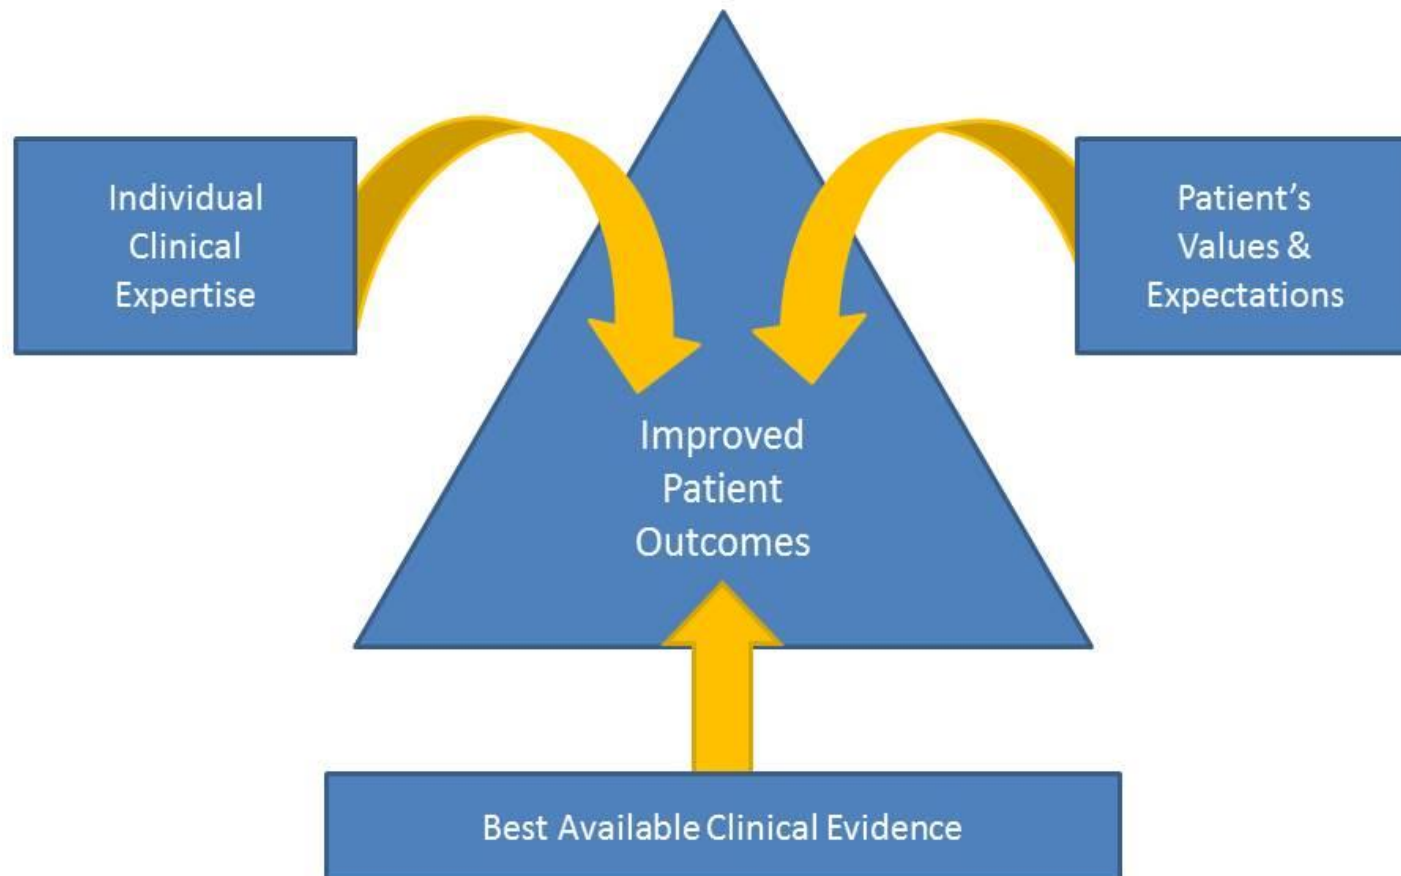 Individual
Clinical
Expertise
Patient's
Values &
Expectations
Improved
Patient
Outcomes
Best Available Clinical Evidence